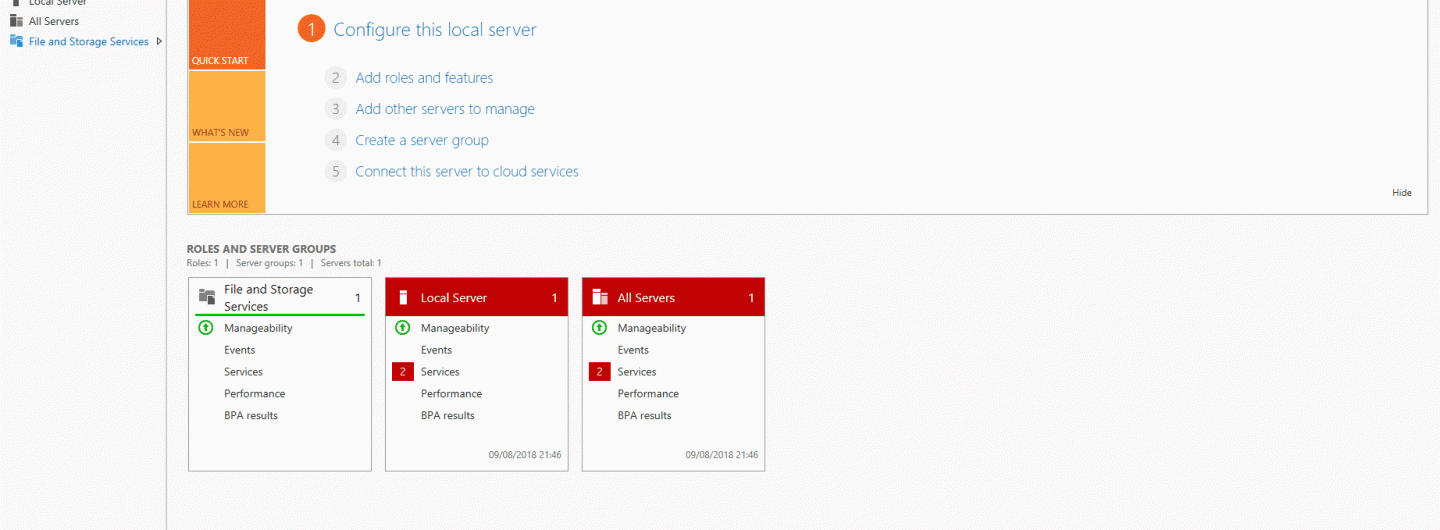 Local Server
All Servers
File and Storage Services
QUICK START
WHAT'S NEW
LEARN MORE
1 Configure this local server
2 Add roles and features
3 Add other servers to manage
4 Create a server group
5 Connect this server to cloud services
Hide
ROLES AND SERVER GROUPS
Roles: 1 | Server groups: 1 | Servers total: 1
File and Storage
Services 1
Manageability
Events
Services
Performance
BPA results
Local Server 1
Manageability
Events
2 Services
Performance
BPA results
09/08/2018 21:46
All Servers 1
Manageability
Events
2 Services
Performance
BPA results
09/08/2018 21:46